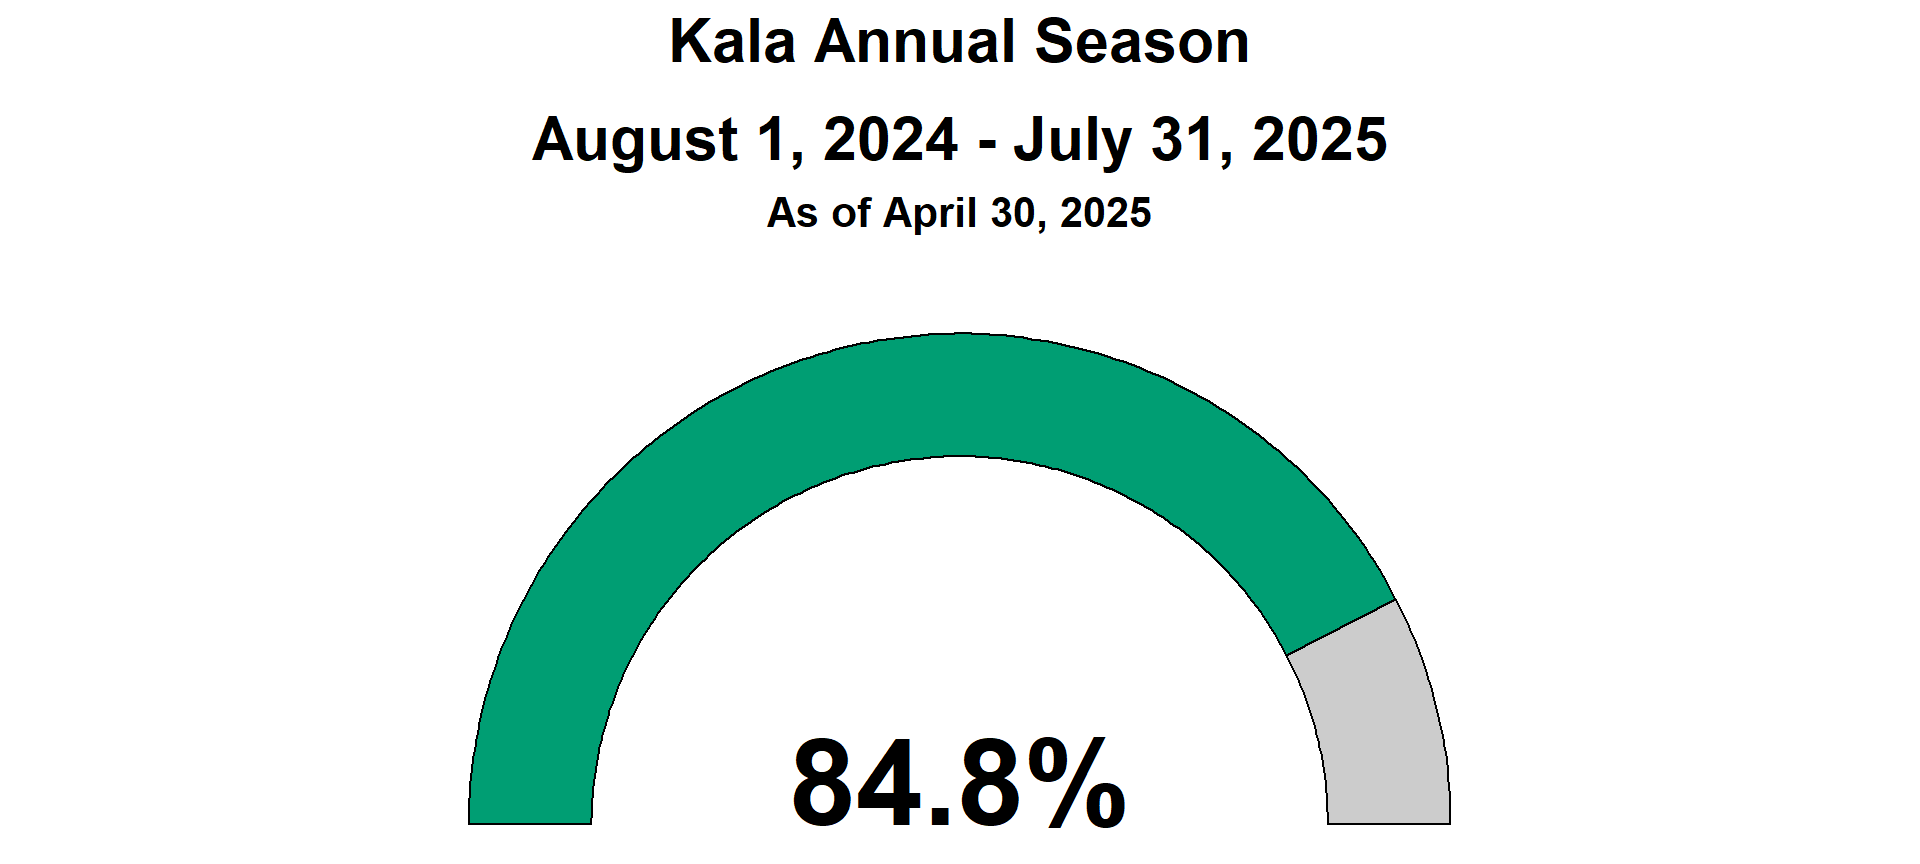 Kala Annual Season
August 1, 2024 - July 31, 2025
As of April 30, 2025
84.8%